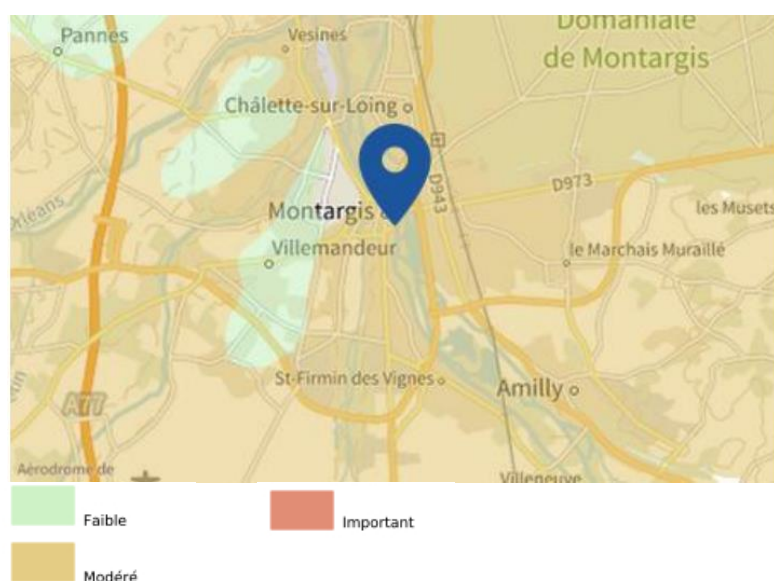 Domaniale
de Montargis
Pannes
Vesines
Châlette-sur-Loing
D943
D973
Orléans
Montargis
les Musets
Villemandeur
le Marchais Muraillé
St-Firmin des Vignes
Amilly
A77
Aérodrome de
Villeneuve
Faible
Important
Modéré